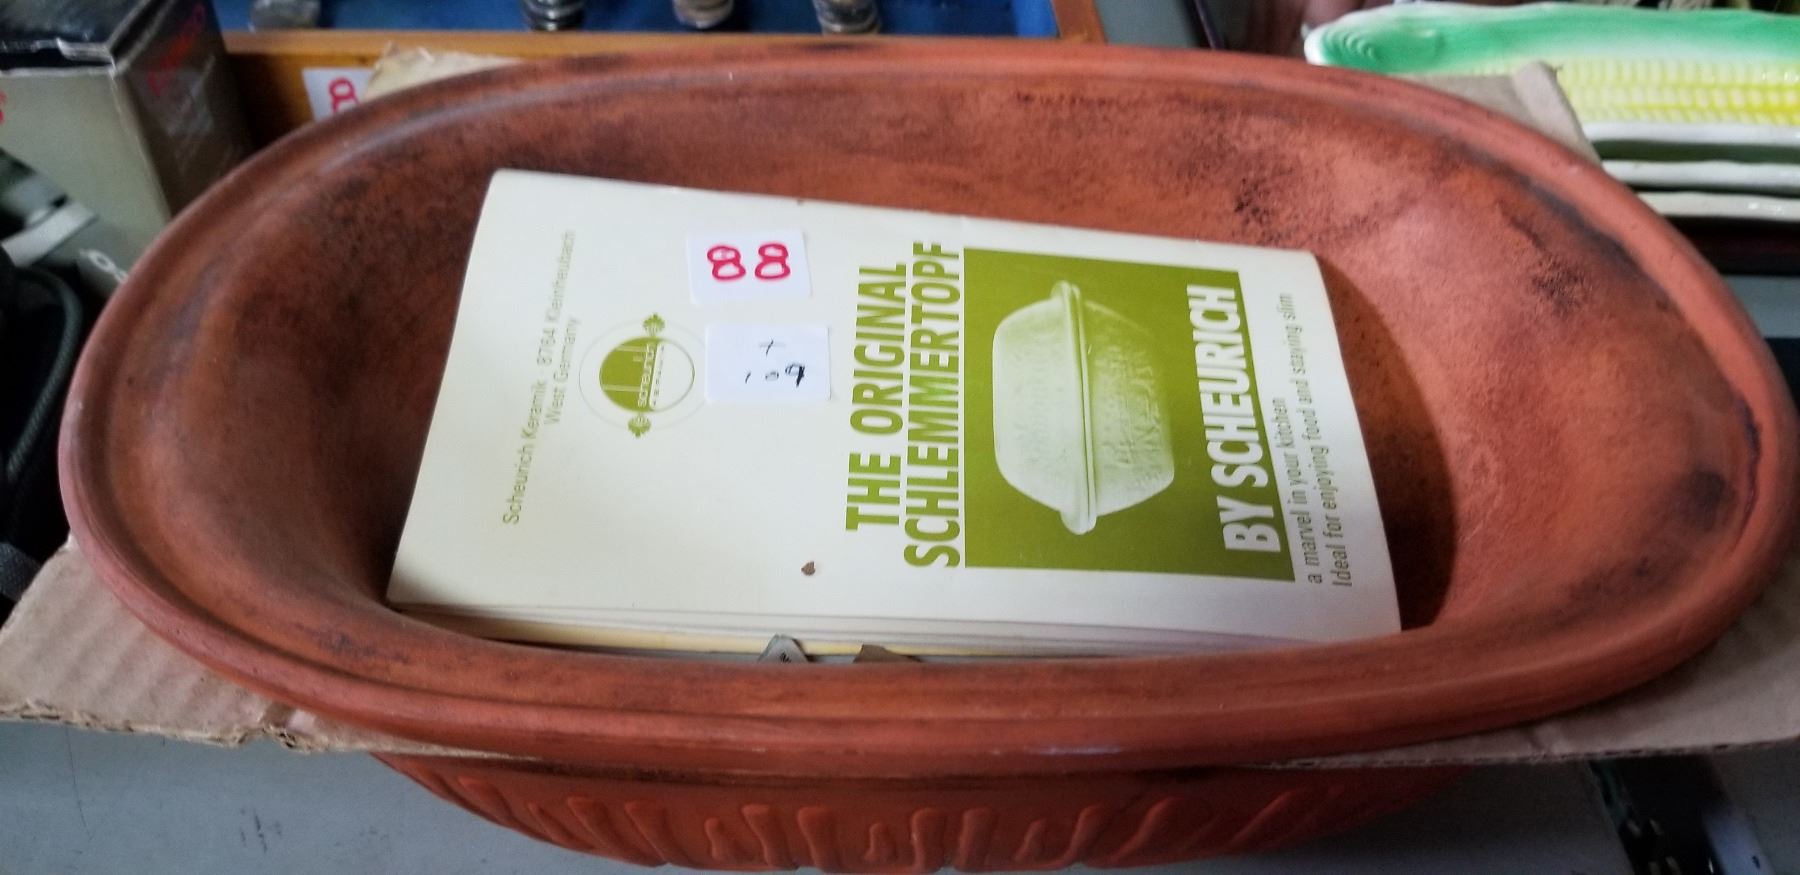 Scheurich Keramik · 8764 Kleinheubach
West Germany
scheurich
88
THE ORIGINAL
SCHLEMMERTOPF
BY SCHEURICH
a marvel in your kitchen
Ideal for enjoying food and staying slim